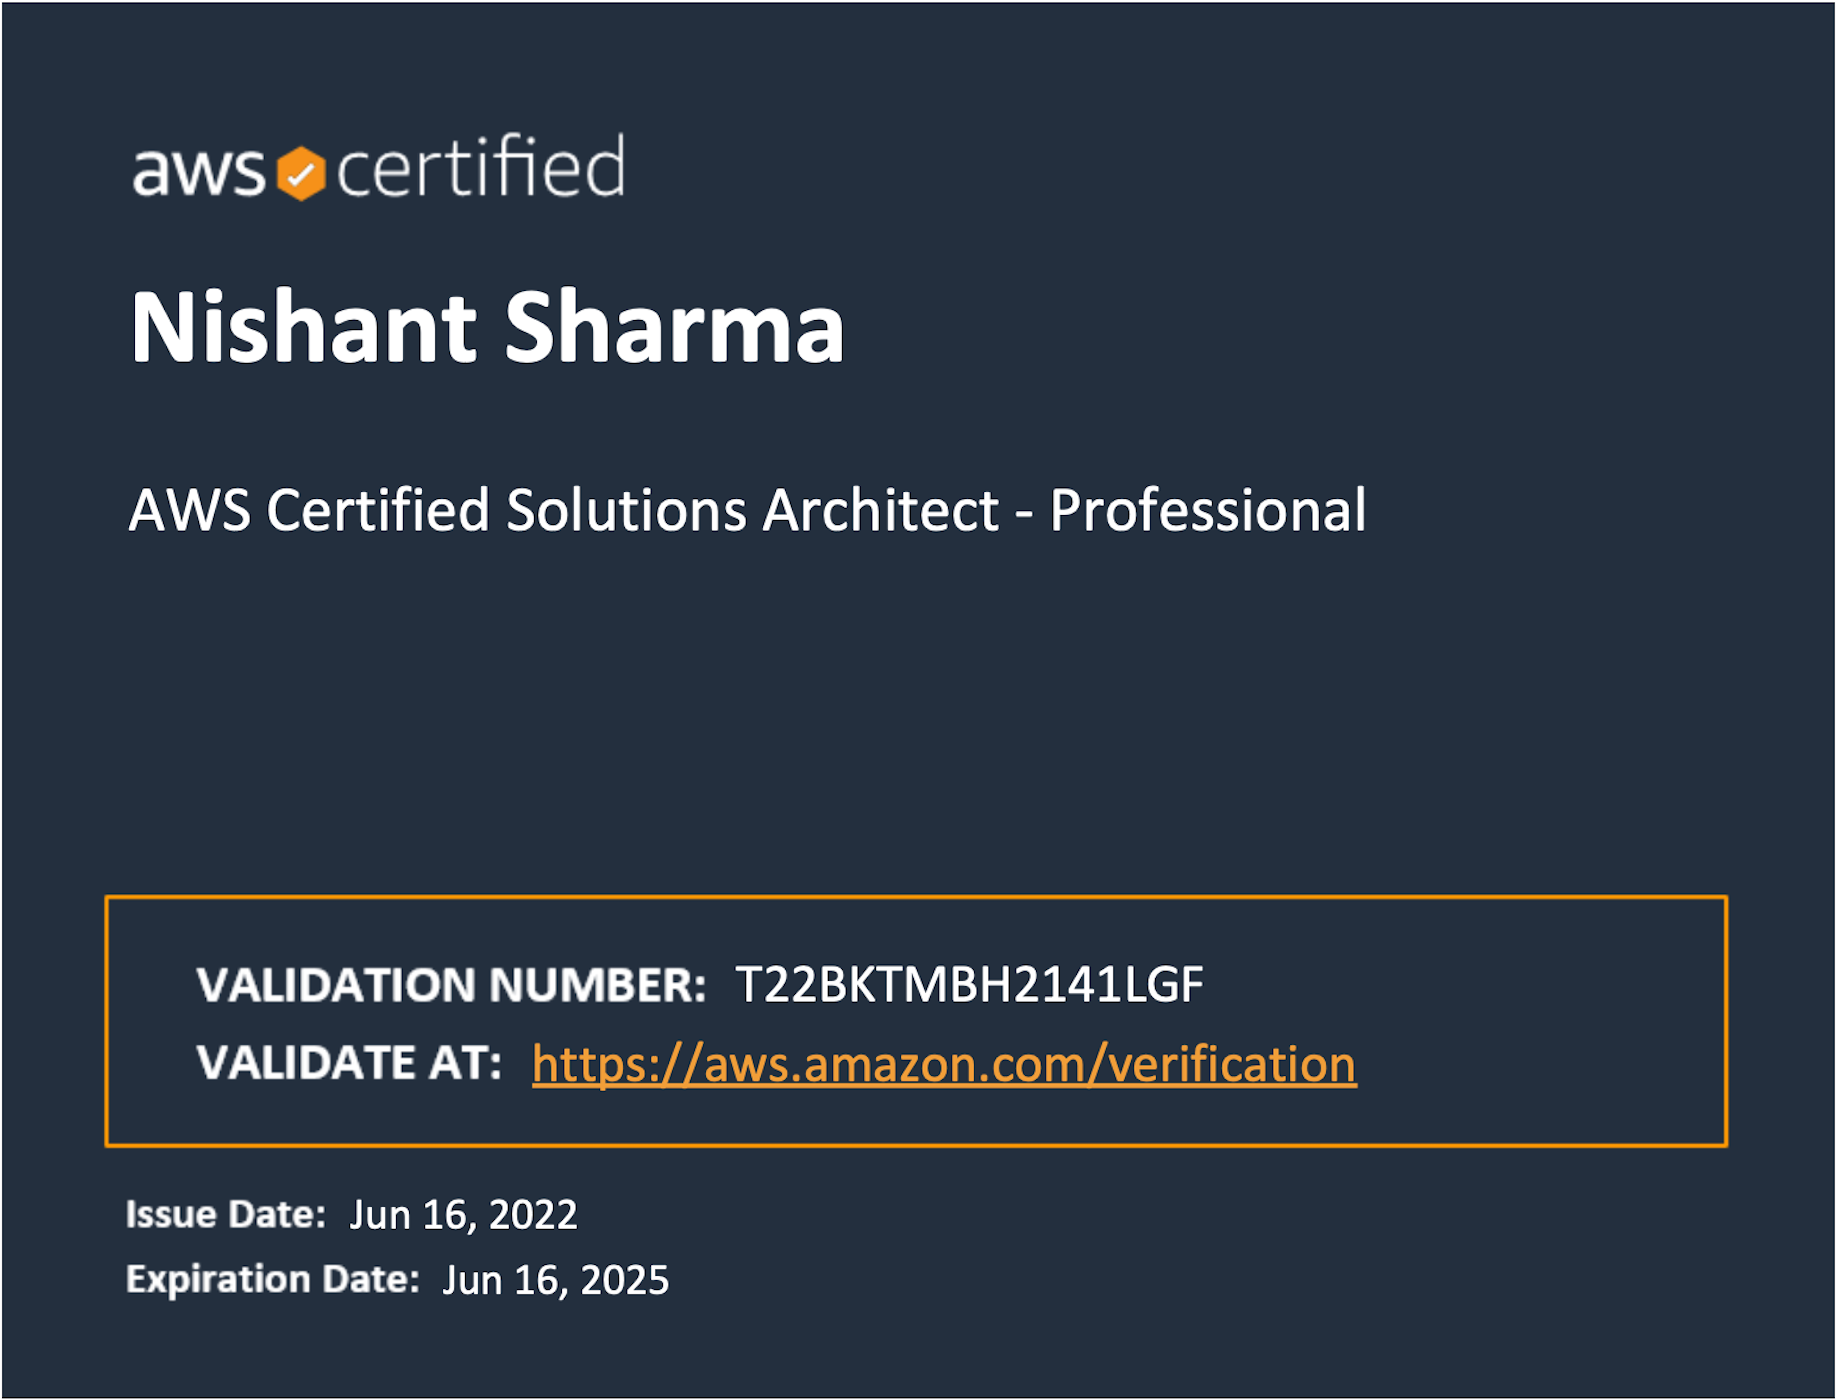 aws certified
Nishant Sharma
AWS Certified Solutions Architect - Professional
VALIDATION NUMBER: T22BKTMBH2141LGF
VALIDATE AT: https://aws.amazon.com/verification
Issue Date: Jun 16, 2022
Expiration Date: Jun 16, 2025